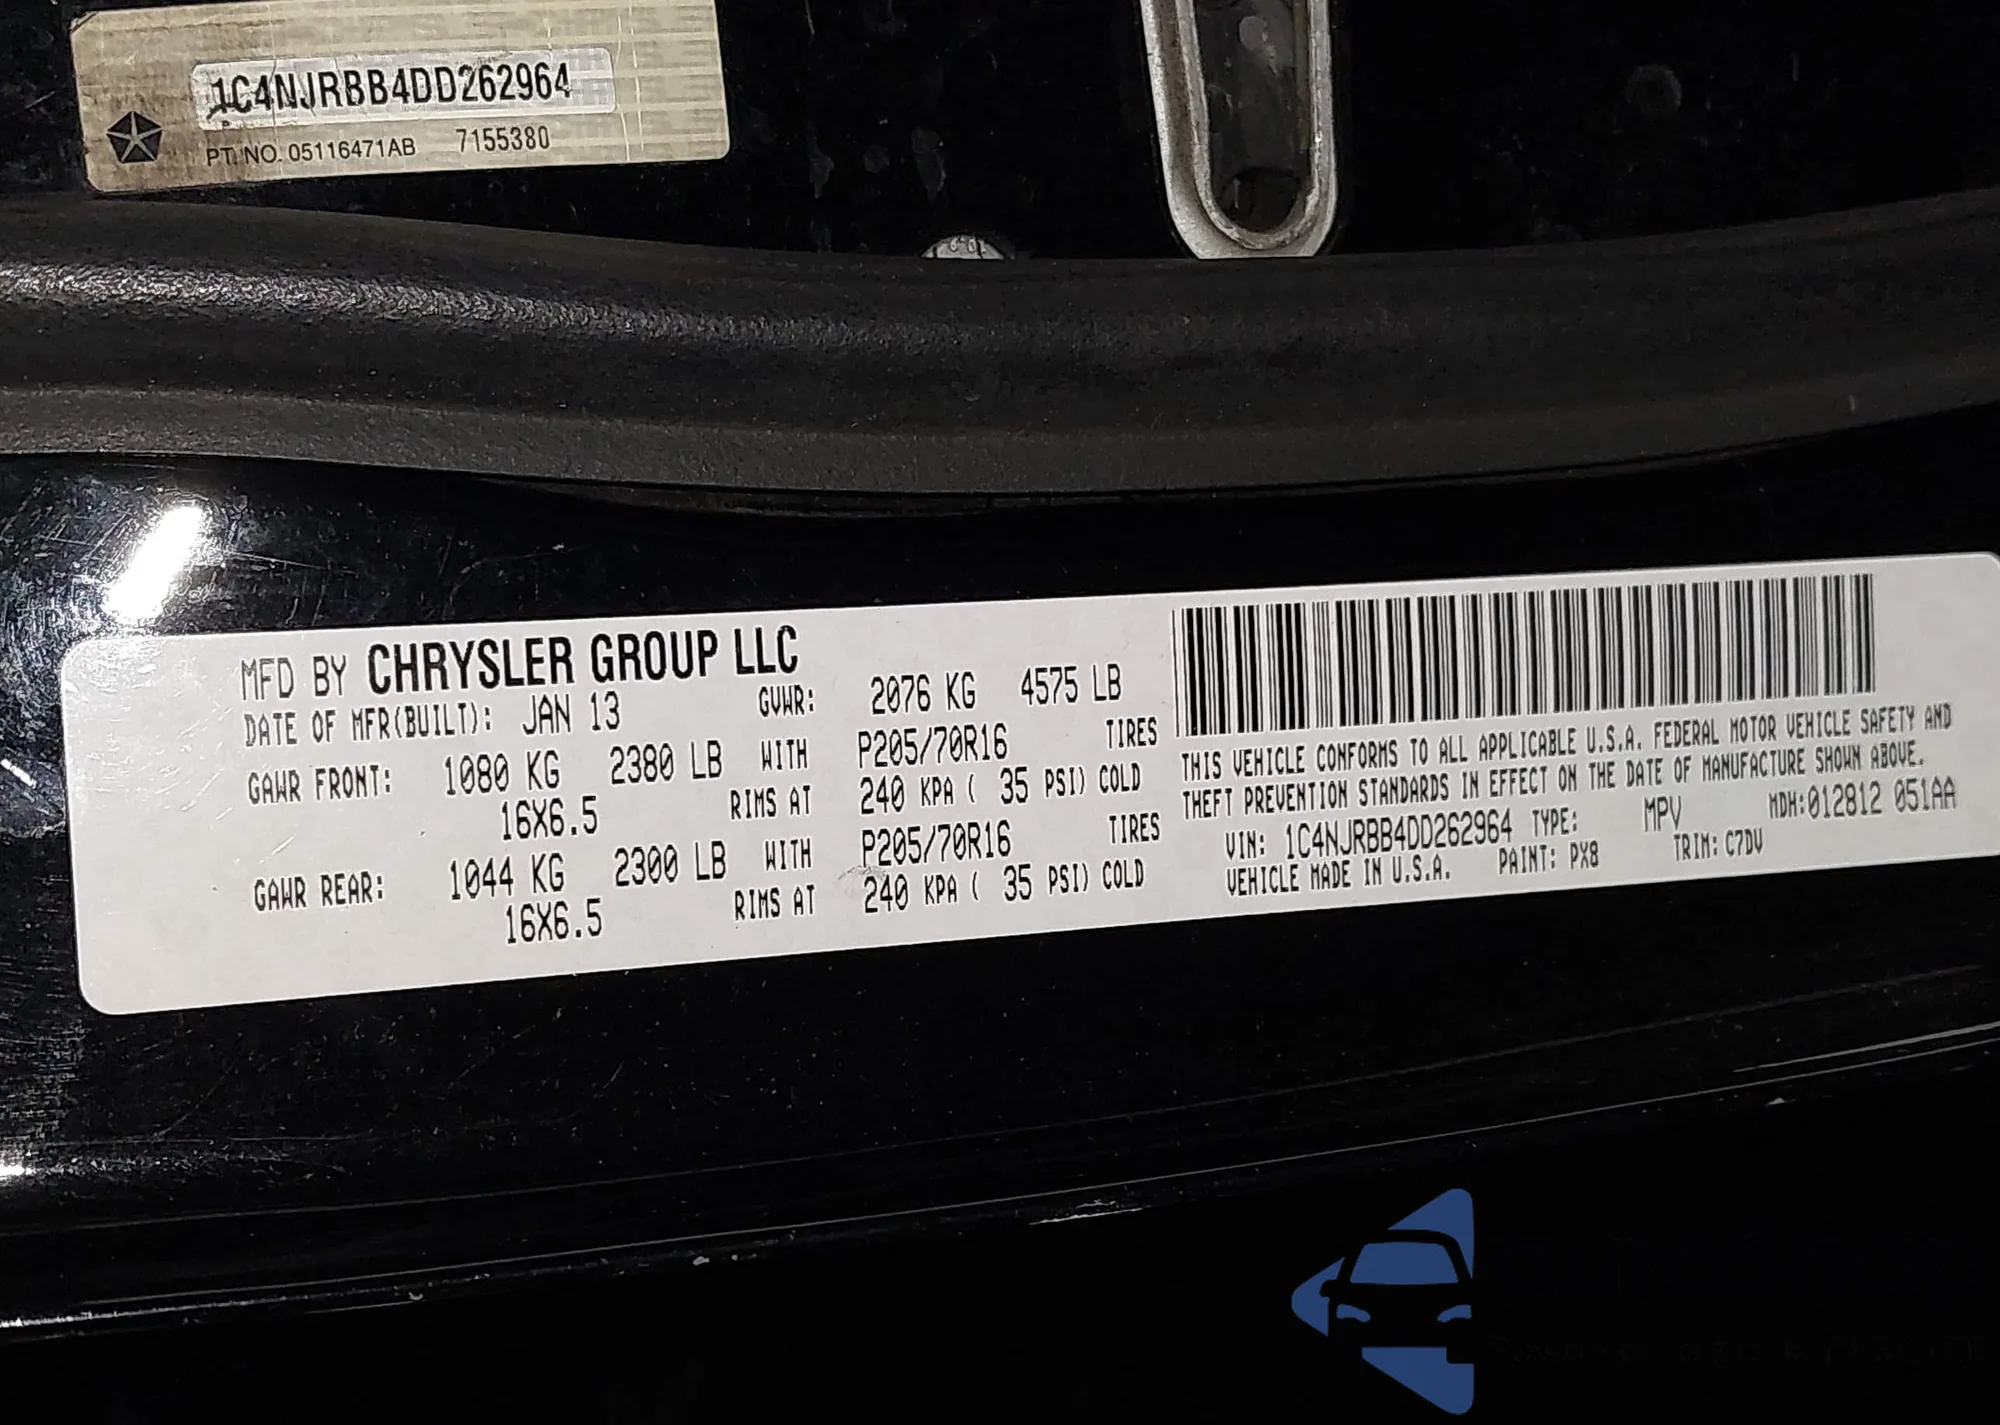 1C4NJRBB4DD262964
PT. NO. 05116471AB 7155380
MFD BY CHRYSLER GROUP LLC
DATE OF MFR(BUILT): JAN 13 GVWR: 2076 KG 4575 LB
GAWR FRONT: 1080 KG 2380 LB WITH P205/70R16 TIRES
16X6.5 RIMS AT 240 KPA ( 35 PSI) COLD
GAWR REAR: 1044 KG 2300 LB WITH P205/70R16 TIRES
16X6.5 RIMS AT 240 KPA ( 35 PSI) COLD
THIS VEHICLE CONFORMS TO ALL APPLICABLE U.S.A. FEDERAL MOTOR VEHICLE SAFETY AND
THEFT PREVENTION STANDARDS IN EFFECT ON THE DATE OF MANUFACTURE SHOWN ABOVE.
VIN: 1C4NJRBB4DD262964 TYPE: MPV MDH:012812 051AA
VEHICLE MADE IN U.S.A. PAINT: PX8 TRIM: C7DV